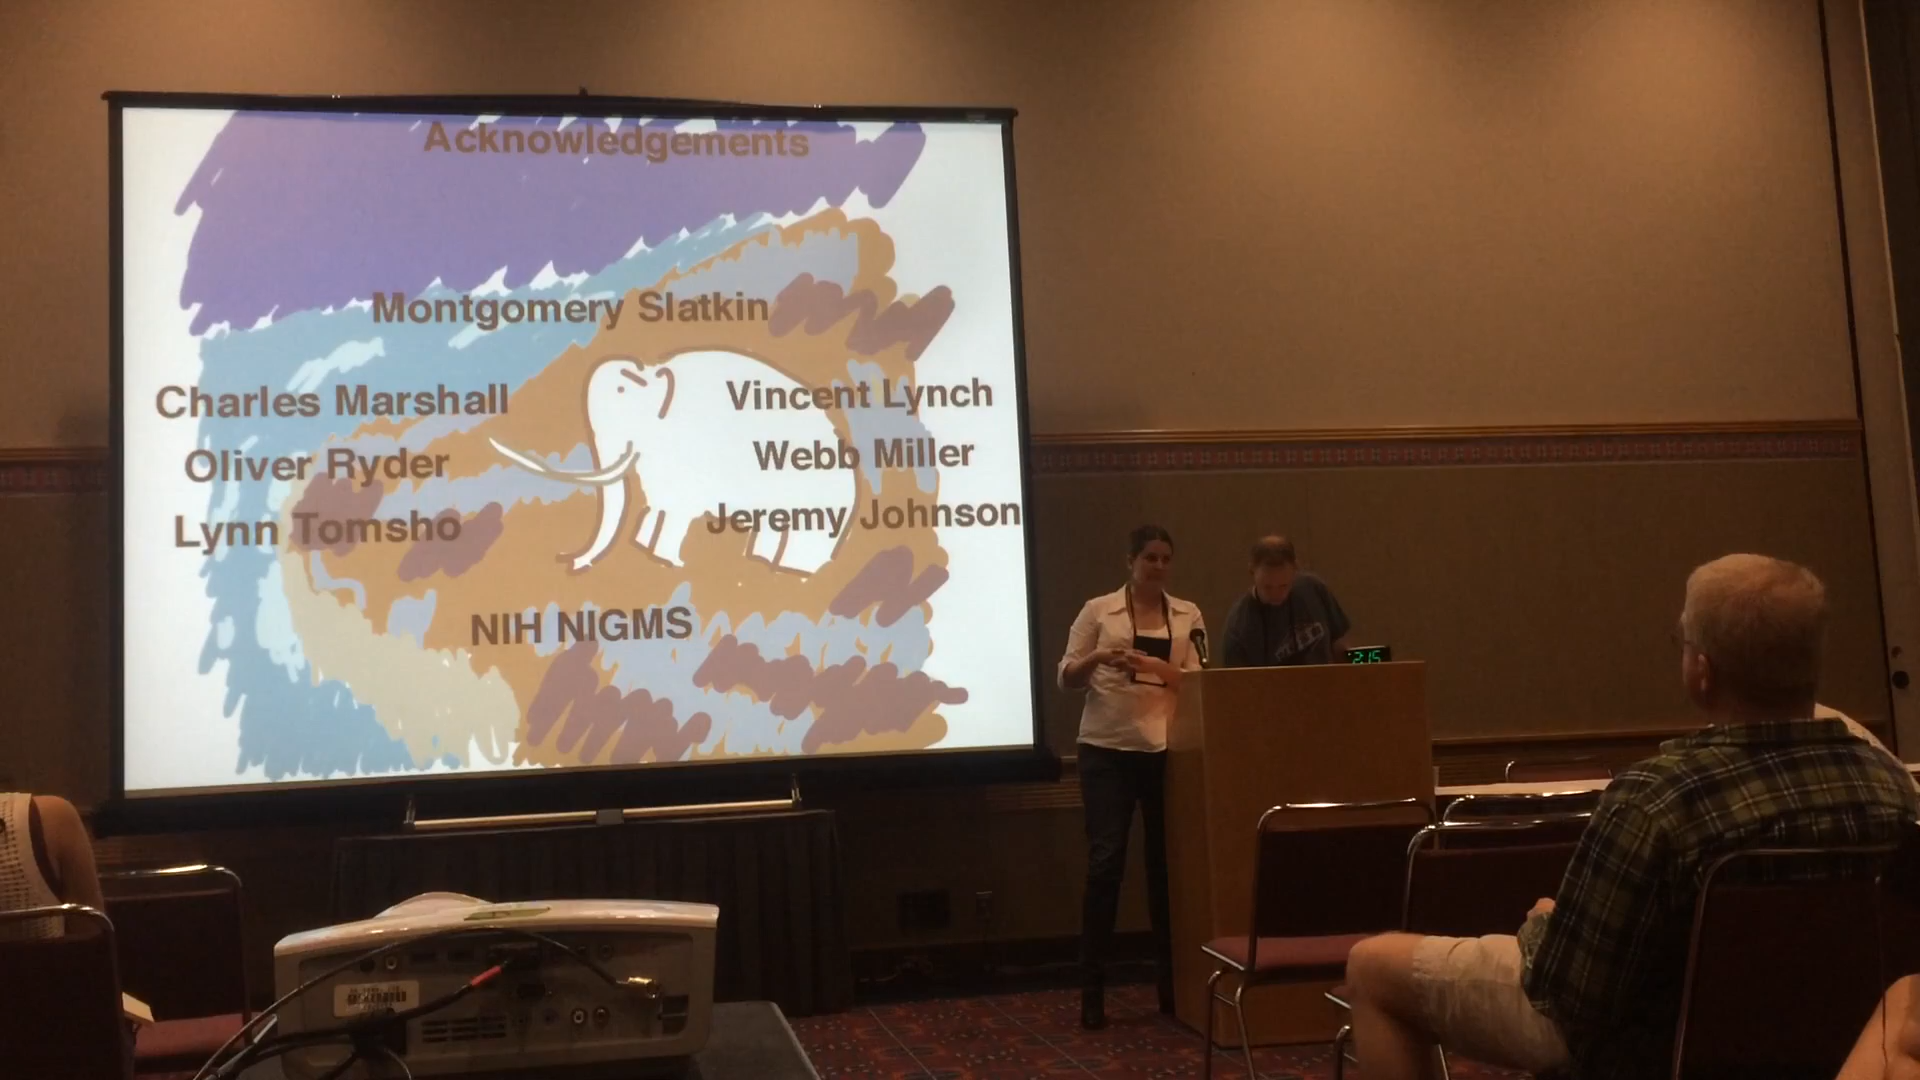 Acknowledgements
Montgomery Slatkin
Charles Marshall
Vincent Lynch
Oliver Ryder
Webb Miller
Lynn Tomsho
Jeremy Johnson
NIH NIGMS
2:15